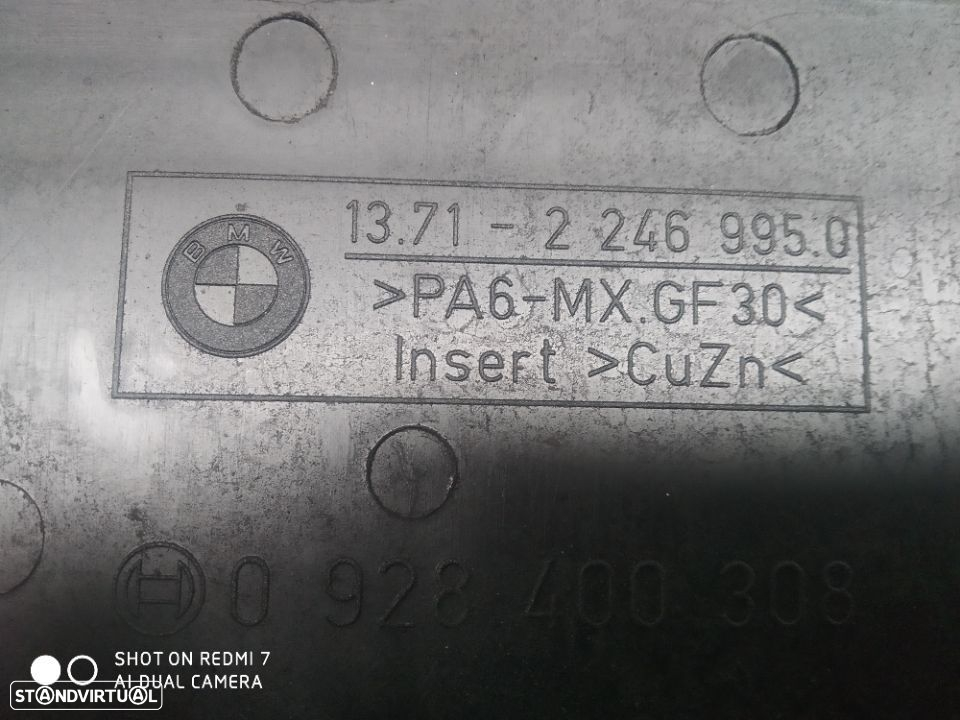 BMW
13.71 - 2 246 995.0
>PA6-MX.GF30<
Insert >CuZn<
0 928 400 308
SHOT ON REDMI 7
AI DUAL CAMERA
STANDVIRTUAL